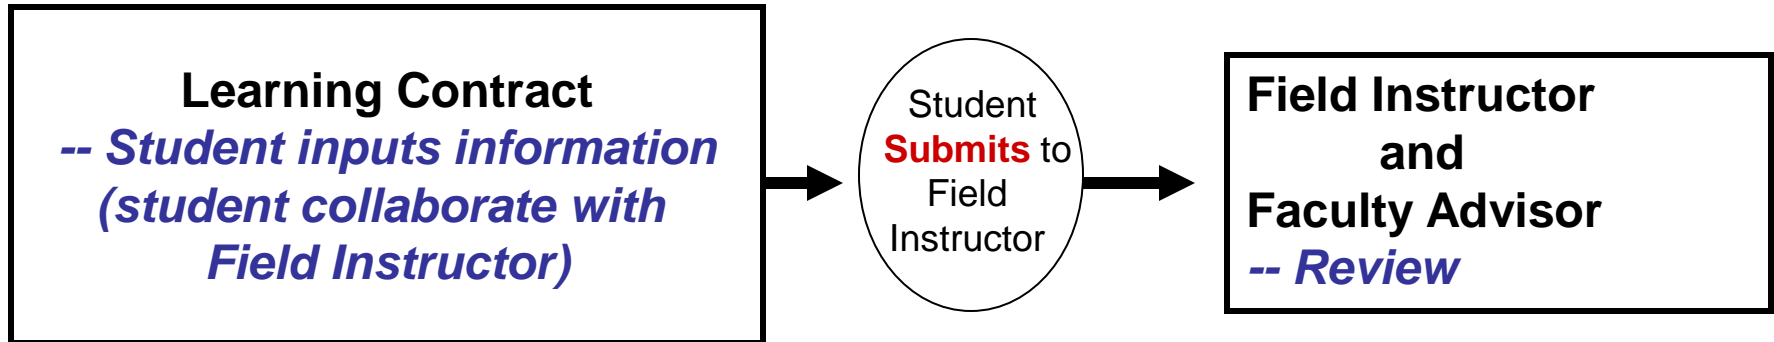 Learning Contract
-- Student inputs information
(student collaborate with
Field Instructor)
Student
Submits to
Field
Instructor
Field Instructor
and
Faculty Advisor
-- Review